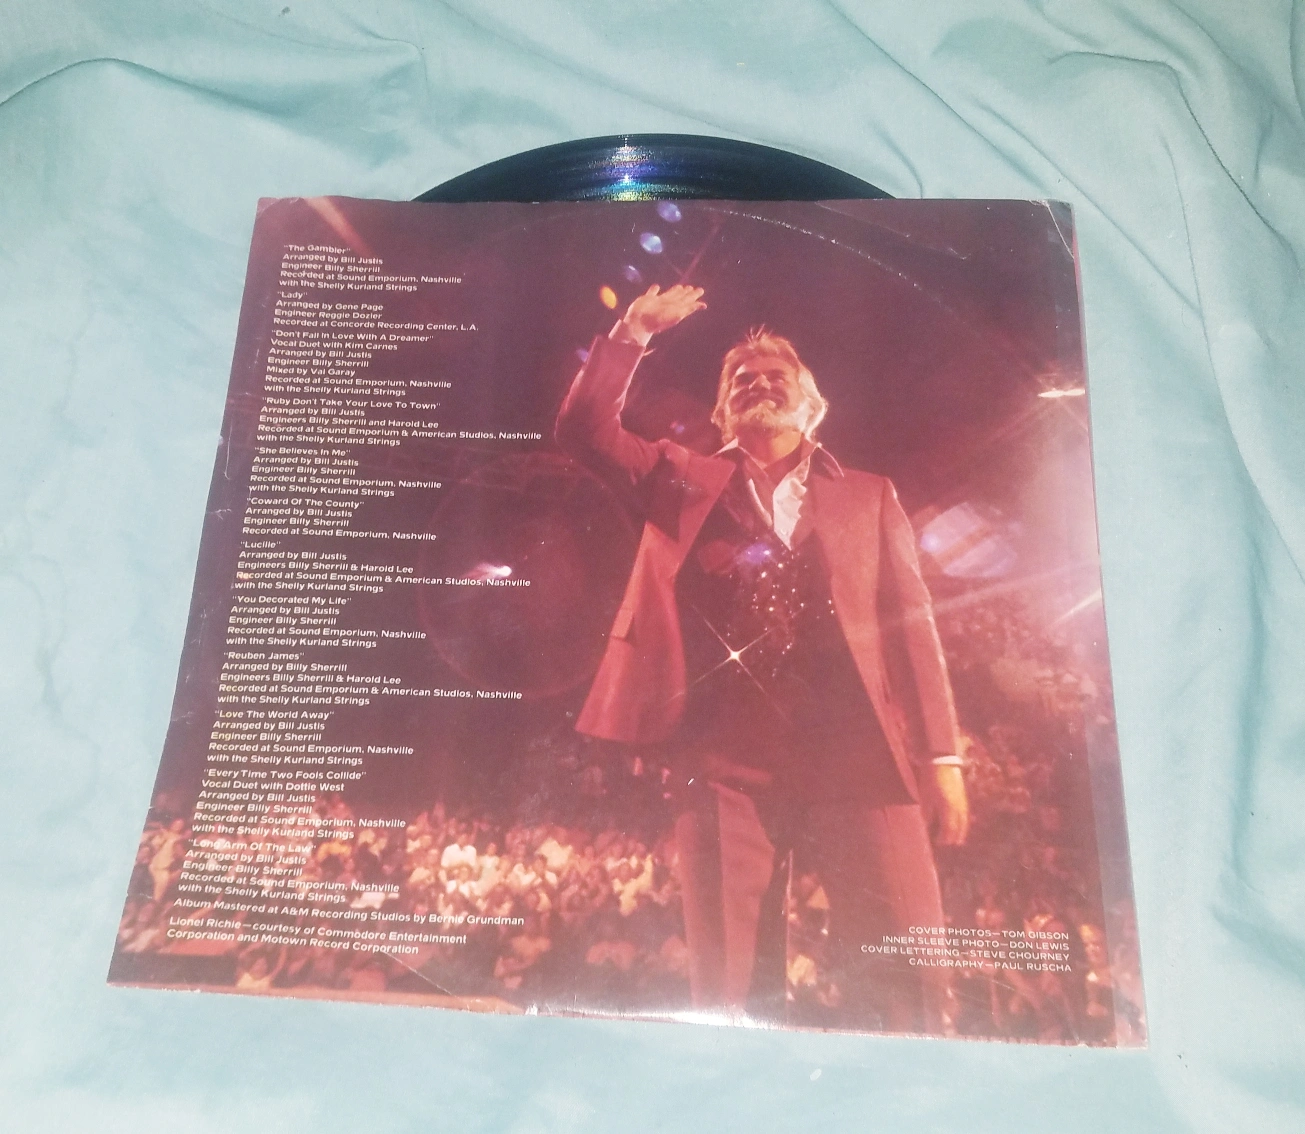 "The Gambler"
Arranged by Bill Justis
Engineer Billy Sherrill
Recorded at Sound Emporium, Nashville
with the Shelly Kurland Strings
"Lady"
Arranged by Gene Page
Engineer Reggie Dozier
Recorded at Concorde Recording Center, L.A.
"Don't Fall In Love With A Dreamer"
Vocal Duet with Kim Carnes
Arranged by Bill Justis
Engineer Billy Sherrill
Mixed by Val Garay
Recorded at Sound Emporium, Nashville
with the Shelly Kurland Strings
"Ruby Don't Take Your Love To Town"
Arranged by Bill Justis
Engineers Billy Sherrill and Harold Lee
Recorded at Sound Emporium & American Studios, Nashville
with the Shelly Kurland Strings
"She Believes In Me"
Arranged by Bill Justis
Engineer Billy Sherrill
Recorded at Sound Emporium, Nashville
with the Shelly Kurland Strings
"Coward Of The County"
Arranged by Bill Justis
Engineer Billy Sherrill
Recorded at Sound Emporium, Nashville
"Lucille"
Arranged by Bill Justis
Engineers Billy Sherrill & Harold Lee
Recorded at Sound Emporium & American Studios, Nashville
with the Shelly Kurland Strings
"You Decorated My Life"
Arranged by Bill Justis
Engineer Billy Sherrill
Recorded at Sound Emporium, Nashville
with the Shelly Kurland Strings
"Reuben James"
Arranged by Billy Sherrill
Engineers Billy Sherrill & Harold Lee
Recorded at Sound Emporium & American Studios, Nashville
with the Shelly Kurland Strings
"Love The World Away"
Arranged by Bill Justis
Engineer Billy Sherrill
Recorded at Sound Emporium, Nashville
with the Shelly Kurland Strings
"Every Time Two Fools Collide"
Vocal Duet with Dottie West
Arranged by Bill Justis
Engineer Billy Sherrill
Recorded at Sound Emporium, Nashville
with the Shelly Kurland Strings
"Long Arm Of The Law"
Arranged by Bill Justis
Engineer Billy Sherrill
Recorded at Sound Emporium, Nashville
with the Shelly Kurland Strings
Album Mastered at A&M Recording Studios by Bernie Grundman
Lionel Richie—courtesy of Commodore Entertainment
Corporation and Motown Record Corporation
COVER PHOTOS—TOM GIBSON
INNER SLEEVE PHOTO—DON LEWIS
COVER LETTERING—STEVE CHOURNEY
CALLIGRAPHY—PAUL RUSCHA